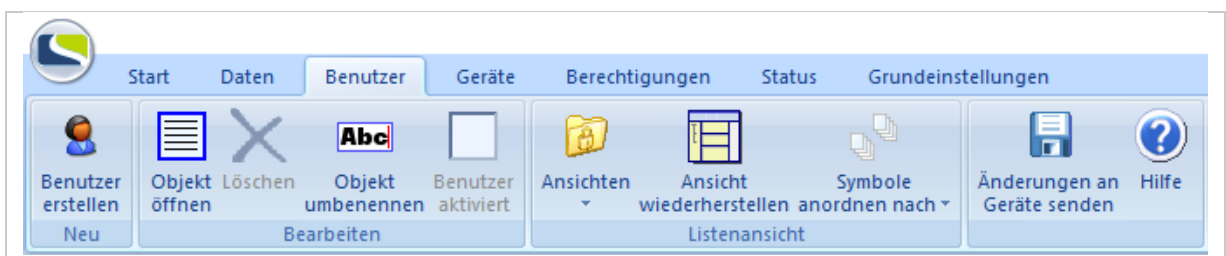 Start Daten Benutzer Geräte Berechtigungen Status Grundeinstellungen
Abc
Benutzer erstellen
Objekt öffnen
Löschen
Objekt umbenennen
Benutzer aktiviert
Ansichten
Ansicht wiederherstellen
Symbole anordnen nach
Änderungen an Geräte senden
Hilfe
Neu
Bearbeiten
Listenansicht